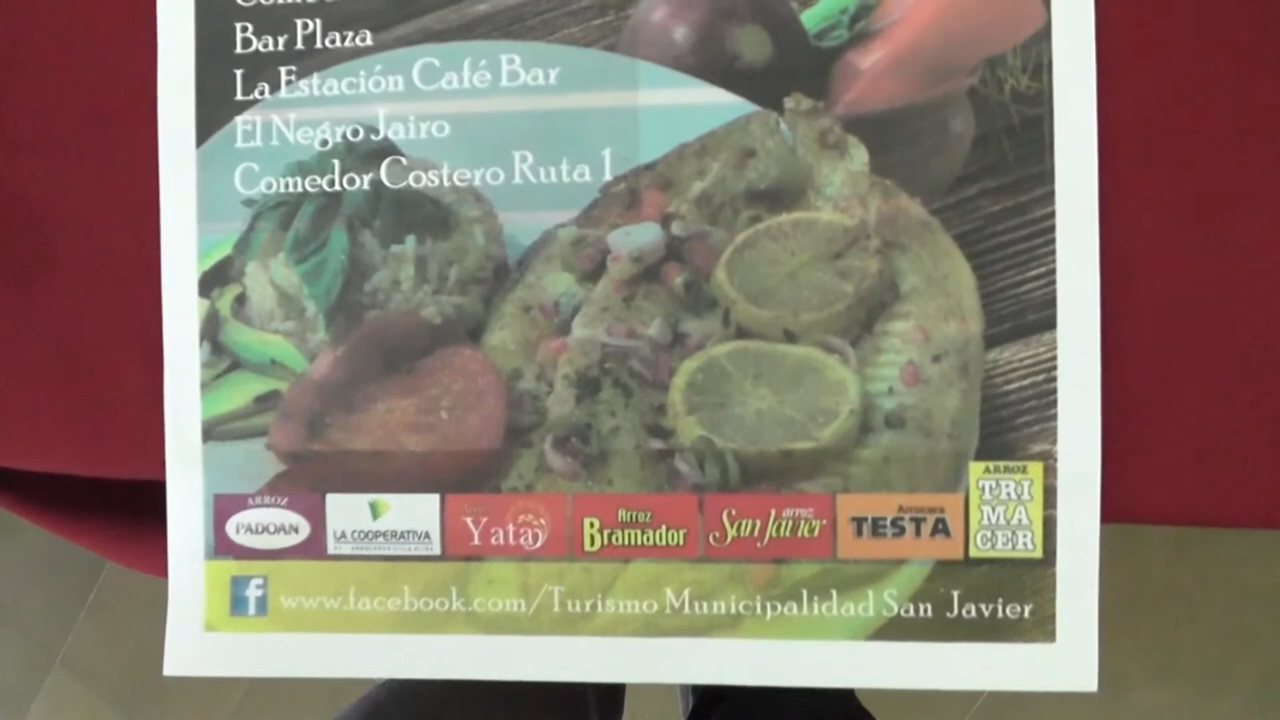 Bar Plaza
La Estación Café Bar
El Negro Jairo
Comedor Costero Ruta 1
ARROZ
PADOAN
LA COOPERATIVA
Yatay
Arroz
Bramador
arroz
San Javier
TESTA
ARROZ
TRI
MA
CER
f www.facebook.com/Turismo Municipalidad San Javier